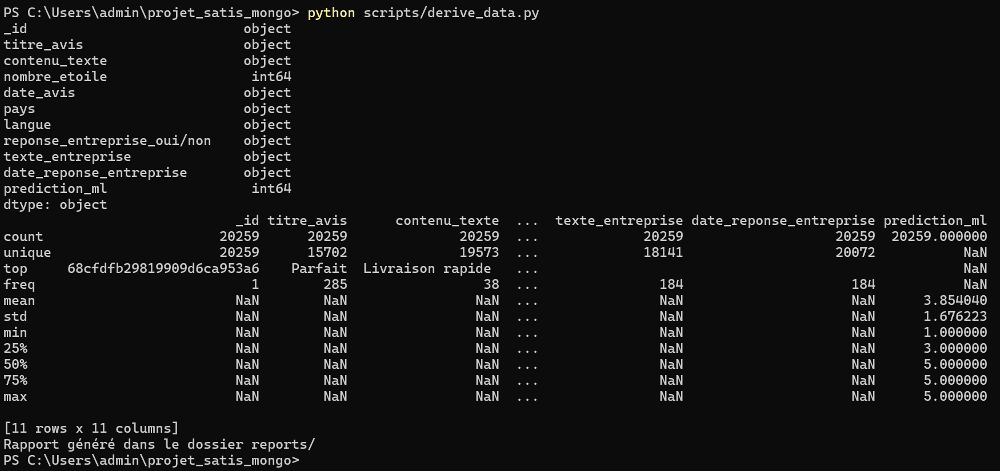 PS C:\Users\admin\projet_satis_mongo> python scripts/derive_data.py
_id                           object
titre_avis                    object
contenu_texte                 object
nombre_etoile                  int64
date_avis                     object
pays                          object
langue                        object
reponse_entreprise_oui/non    object
texte_entreprise              object
date_reponse_entreprise       object
prediction_ml                  int64
dtype: object
                             _id titre_avis      contenu_texte  ...  texte_entreprise date_reponse_entreprise prediction_ml
count                      20259      20259              20259  ...             20259                   20259  20259.000000
unique                     20259      15702              19573  ...             18141                   20072           NaN
top     68cfdfb29819909d6ca953a6    Parfait  Livraison rapide   ...                                                     NaN
freq                           1        285                 38  ...               184                     184           NaN
mean                         NaN        NaN                NaN  ...               NaN                     NaN      3.854040
std                          NaN        NaN                NaN  ...               NaN                     NaN      1.676223
min                          NaN        NaN                NaN  ...               NaN                     NaN      1.000000
25%                          NaN        NaN                NaN  ...               NaN                     NaN      3.000000
50%                          NaN        NaN                NaN  ...               NaN                     NaN      5.000000
75%                          NaN        NaN                NaN  ...               NaN                     NaN      5.000000
max                          NaN        NaN                NaN  ...               NaN                     NaN      5.000000

[11 rows x 11 columns]
Rapport généré dans le dossier reports/
PS C:\Users\admin\projet_satis_mongo>